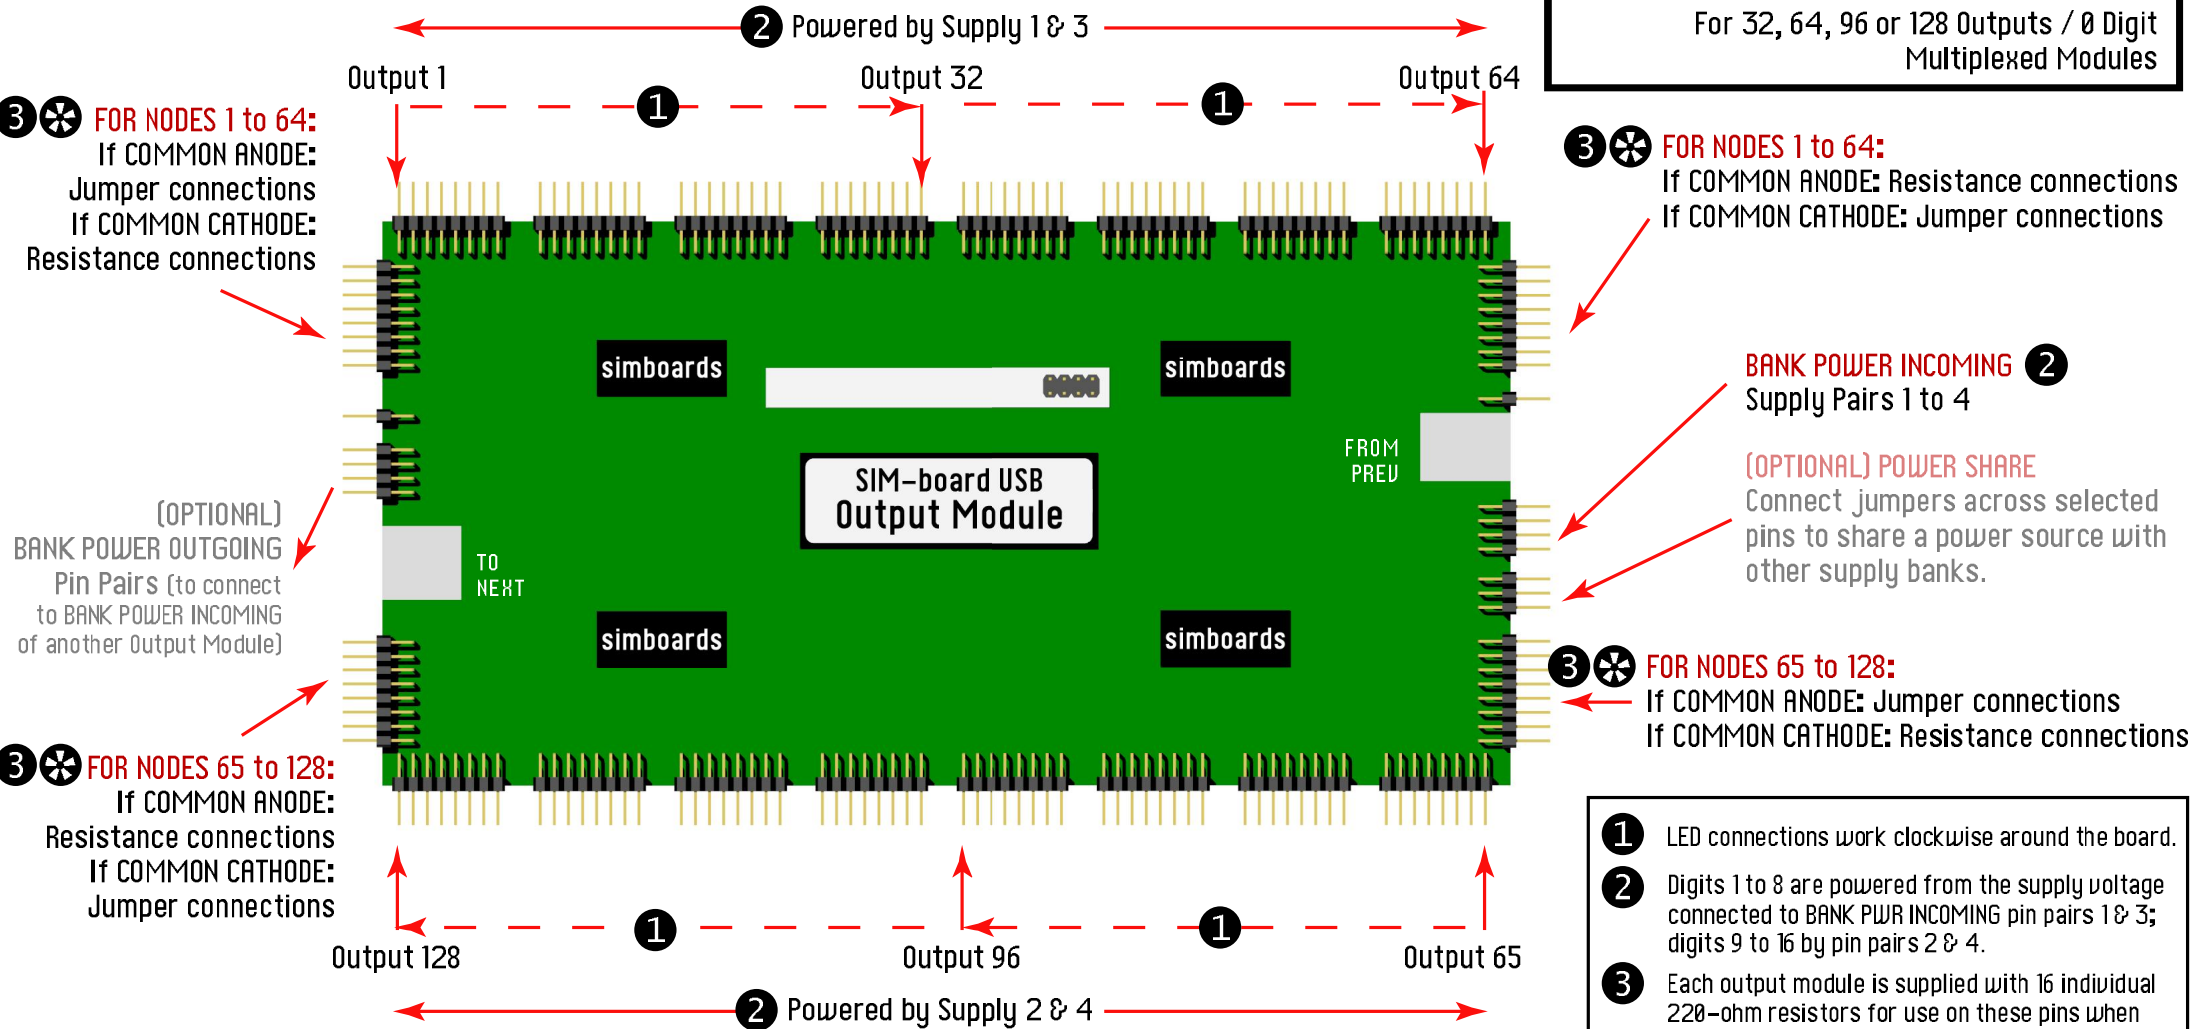 2 Powered by Supply 1 & 3
For 32, 64, 96 or 128 Outputs / 0 Digit
Multiplexed Modules
Output 1
Output 32
Output 64
1
1
3 FOR NODES 1 to 64:
If COMMON ANODE:
Jumper connections
If COMMON CATHODE:
Resistance connections
3 FOR NODES 1 to 64:
If COMMON ANODE: Resistance connections
If COMMON CATHODE: Jumper connections
simboards
simboards
BANK POWER INCOMING 2
Supply Pairs 1 to 4
FROM
PREV
(OPTIONAL) POWER SHARE
Connect jumpers across selected
pins to share a power source with
other supply banks.
SIM-board USB
Output Module
(OPTIONAL)
BANK POWER OUTGOING
Pin Pairs (to connect
to BANK POWER INCOMING
of another Output Module)
TO
NEXT
simboards
simboards
3 FOR NODES 65 to 128:
If COMMON ANODE: Jumper connections
If COMMON CATHODE: Resistance connections
3 FOR NODES 65 to 128:
If COMMON ANODE:
Resistance connections
If COMMON CATHODE:
Jumper connections
1
1
Output 128
Output 96
Output 65
2 Powered by Supply 2 & 4
1 LED connections work clockwise around the board.
2 Digits 1 to 8 are powered from the supply voltage
connected to BANK PWR INCOMING pin pairs 1 & 3;
digits 9 to 16 by pin pairs 2 & 4.
3 Each output module is supplied with 16 individual
220-ohm resistors for use on these pins when